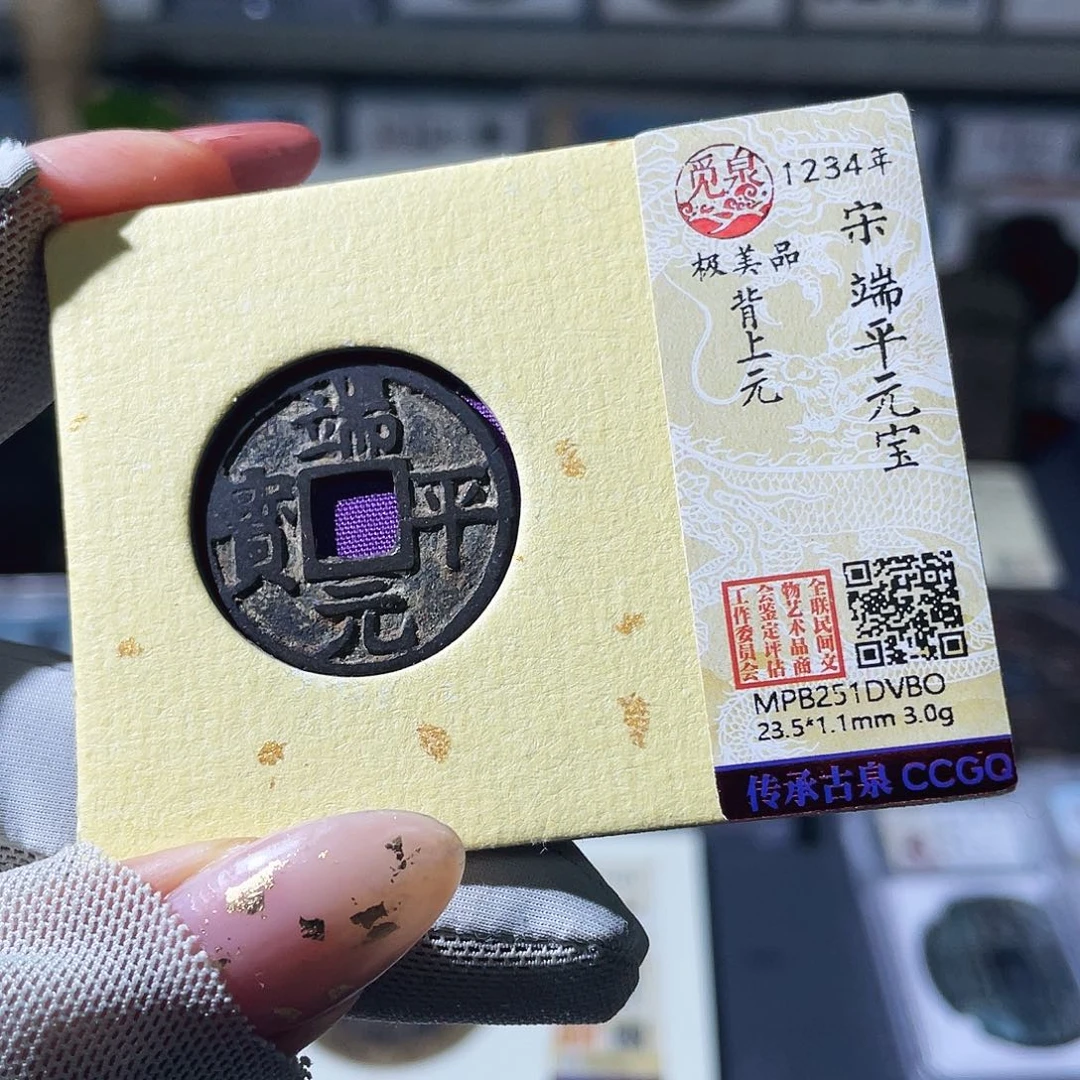 端平元寶
觅泉
1234年
宋 端平元宝
极美品
背上元
全联民间文
物艺术品商
会鉴定评估
工作委员会
MPB251DVBO
23.5*1.1mm 3.0g
传承古泉 CCGQ